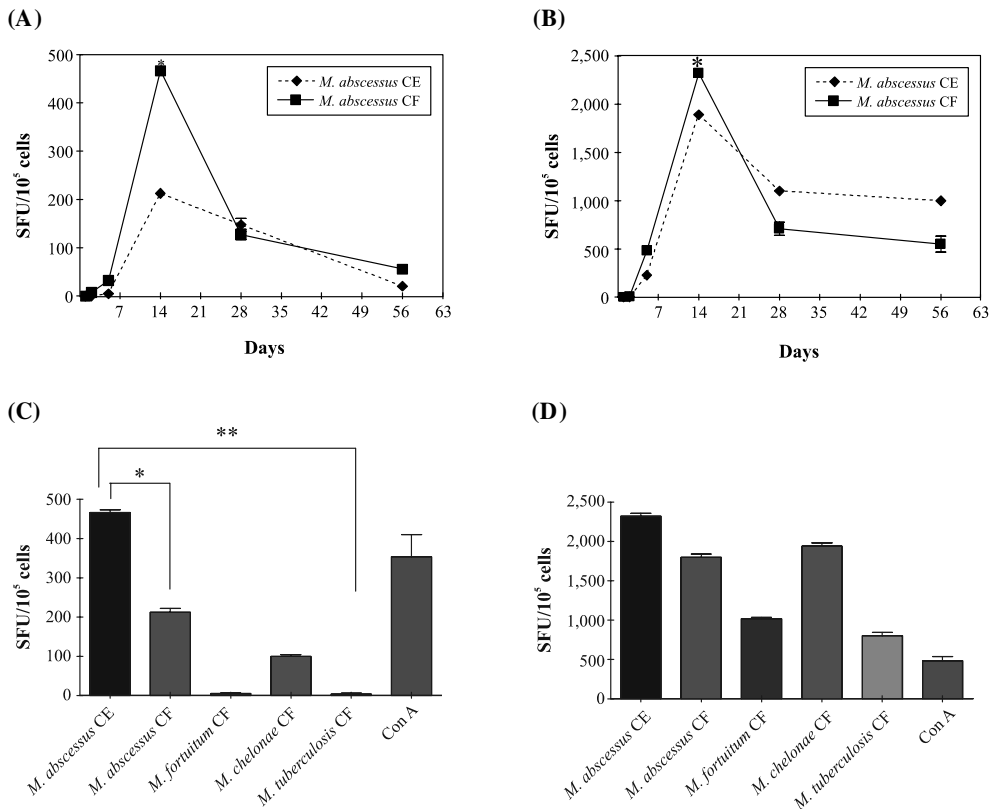 (A)
*
M. abscessus CE
M. abscessus CF
500
400
300
200
100
0
SFU/10⁵ cells
7 14 21 28 35 42 49 56 63
Days
(B)
*
M. abscessus CE
M. abscessus CF
2,500
2,000
1,500
1,000
500
0
SFU/10⁵ cells
7 14 21 28 35 42 49 56 63
Days
(C)
**
*
500
400
300
200
100
0
SFU/10⁵ cells
M. abscessus CE
M. abscessus CF
M. fortuitum CF
M. chelonae CF
M. tuberculosis CF
Con A
(D)
2,500
2,000
1,500
1,000
500
0
SFU/10⁵ cells
M. abscessus CE
M. abscessus CF
M. fortuitum CF
M. chelonae CF
M. tuberculosis CF
Con A